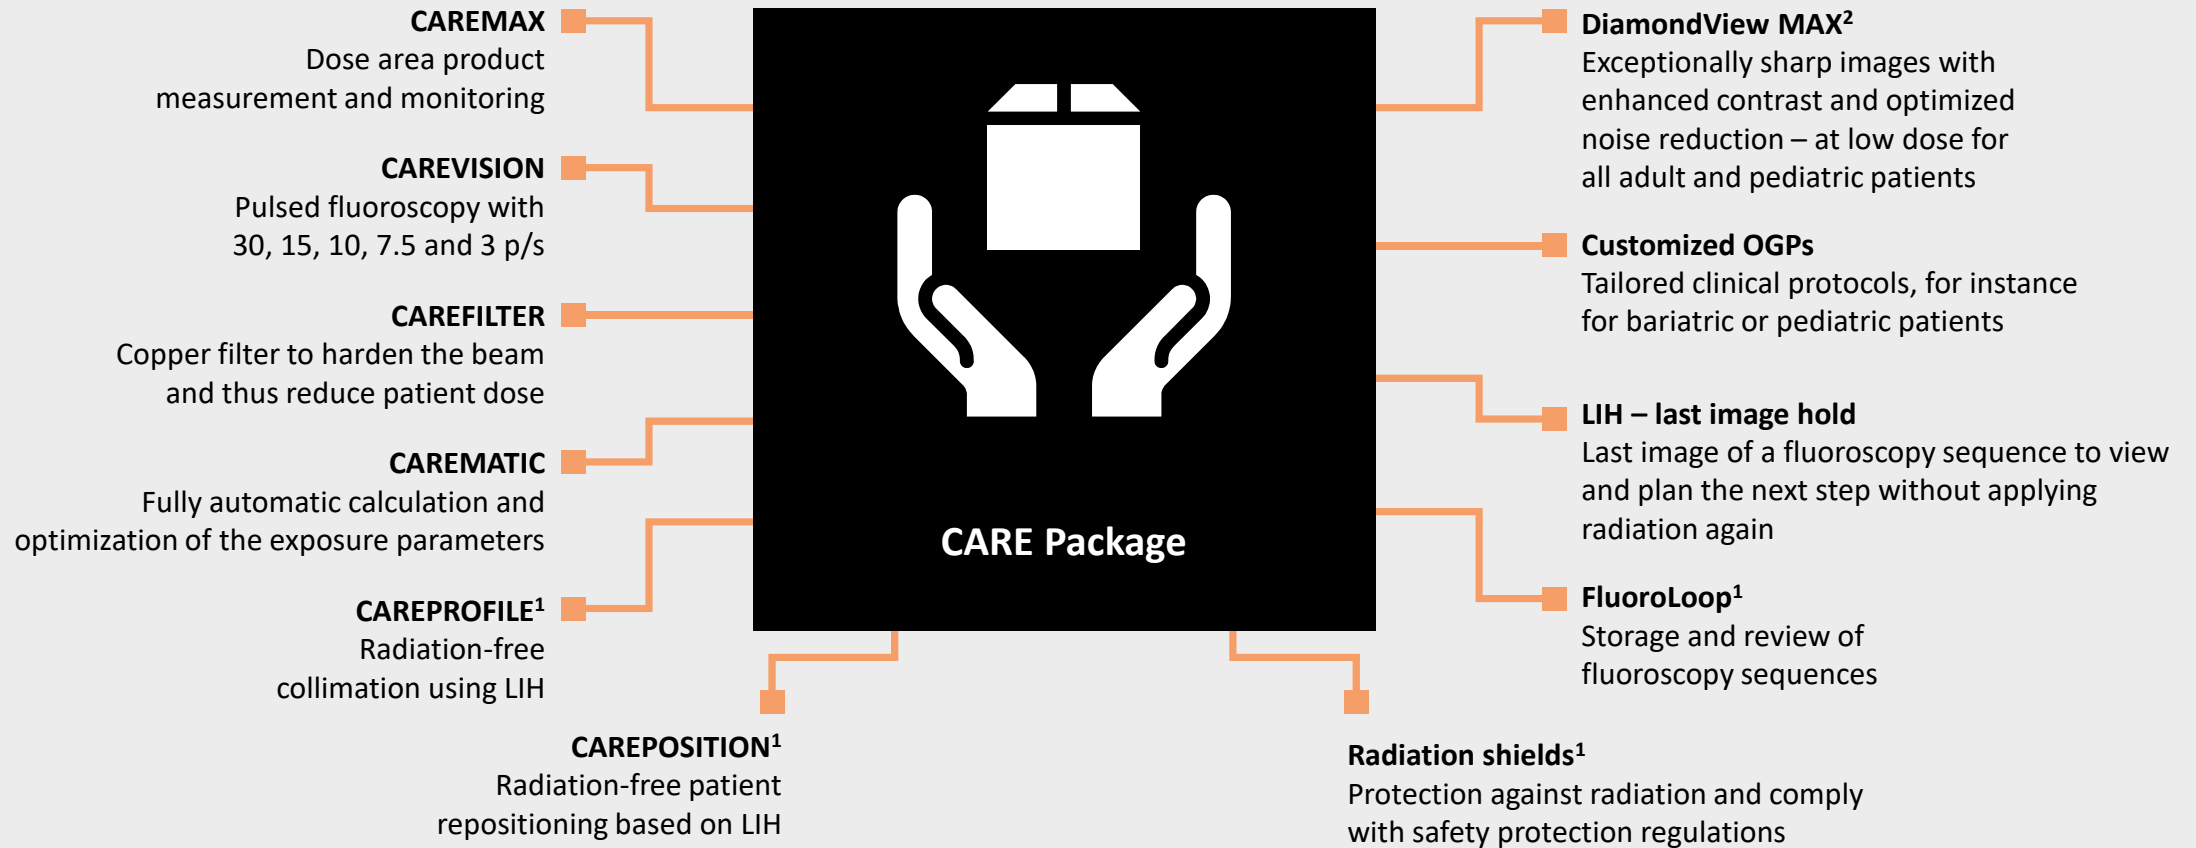 CAREMAX
Dose area product
measurement and monitoring
CAREVISION
Pulsed fluoroscopy with
30, 15, 10, 7.5 and 3 p/s
CAREFILTER
Copper filter to harden the beam
and thus reduce patient dose
CAREMATIC
Fully automatic calculation and
optimization of the exposure parameters
CAREPROFILE¹
Radiation-free
collimation using LIH
CAREPOSITION¹
Radiation-free patient
repositioning based on LIH
CARE Package
DiamondView MAX²
Exceptionally sharp images with
enhanced contrast and optimized
noise reduction – at low dose for
all adult and pediatric patients
Customized OGPs
Tailored clinical protocols, for instance
for bariatric or pediatric patients
LIH – last image hold
Last image of a fluoroscopy sequence to view
and plan the next step without applying
radiation again
FluoroLoop¹
Storage and review of
fluoroscopy sequences
Radiation shields¹
Protection against radiation and comply
with safety protection regulations